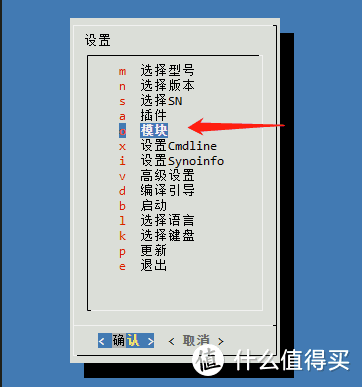 设置
m 选择型号
n 选择版本
s 选择SN
a 插件
o 模块
x 设置Cmdline
i 设置Synoinfo
v 高级设置
d 编译引导
b 启动
l 选择语言
k 选择键盘
p 更新
e 退出
< 确认 > < 取消 >
值 什么值得买